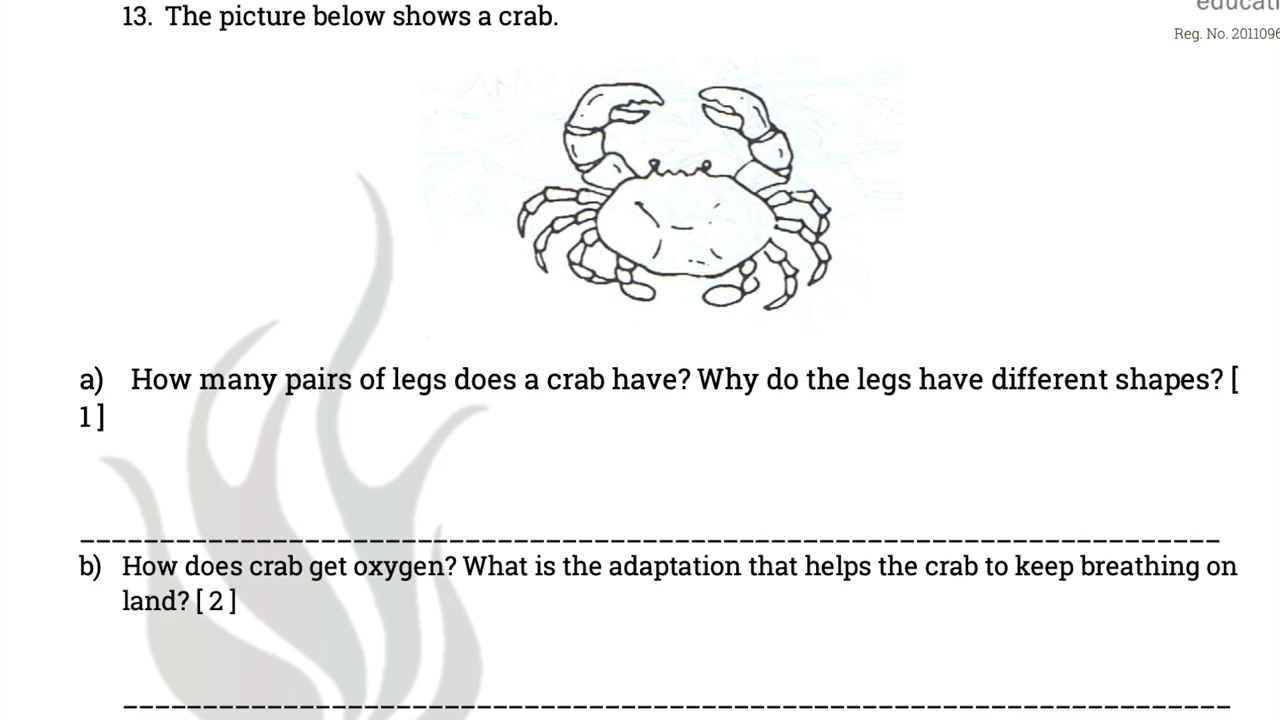 educati
Reg. No. 2011096
13. The picture below shows a crab.
a) How many pairs of legs does a crab have? Why do the legs have different shapes? [
1 ]
b) How does crab get oxygen? What is the adaptation that helps the crab to keep breathing on
land? [ 2 ]